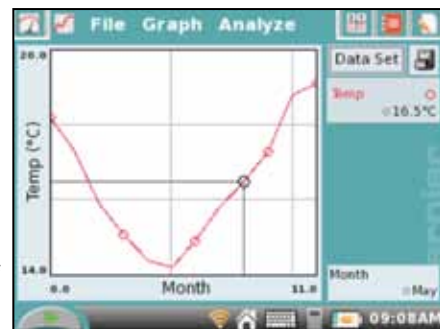 File Graph Analyze
20.0
Data Set
Temp
16.5°C
Temp (°C)
14.0
0.0
Month
11.0
Month
May
09:08AM